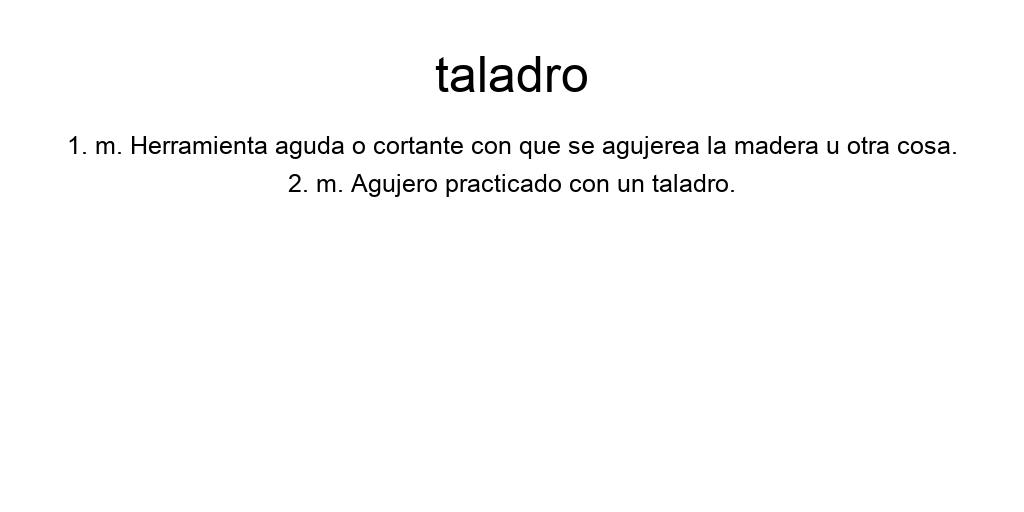 taladro
1. m. Herramienta aguda o cortante con que se agujerea la madera u otra cosa.
2. m. Agujero practicado con un taladro.